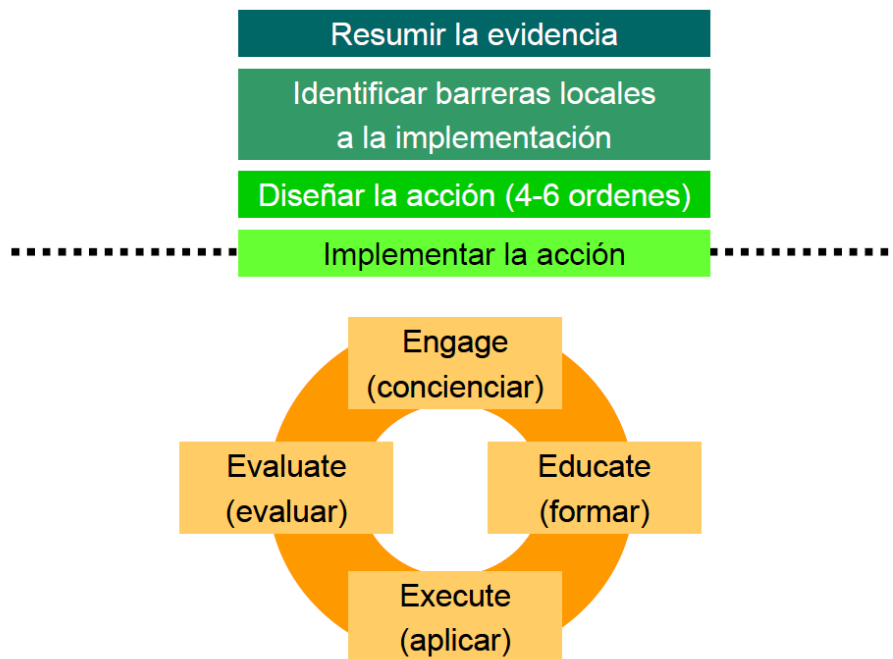 Resumir la evidencia
Identificar barreras locales
a la implementación
Diseñar la acción (4-6 ordenes)
Implementar la acción
Engage
(concienciar)
Evaluate
(evaluar)
Educate
(formar)
Execute
(aplicar)